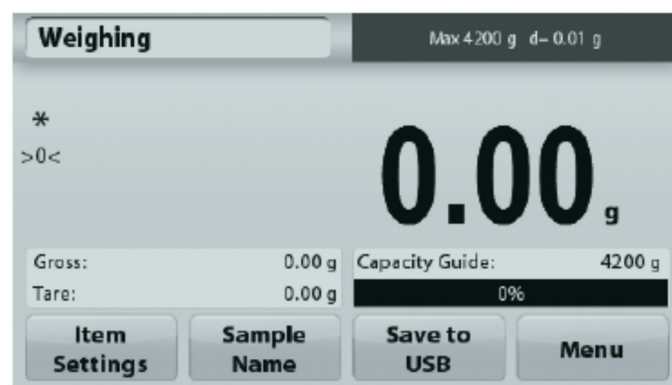 Weighing
Max 4200 g d= 0.01 g
*
>0<
0.00 g
Gross: 0.00 g
Tare: 0.00 g
Capacity Guide: 4200 g
0%
Item Settings
Sample Name
Save to USB
Menu